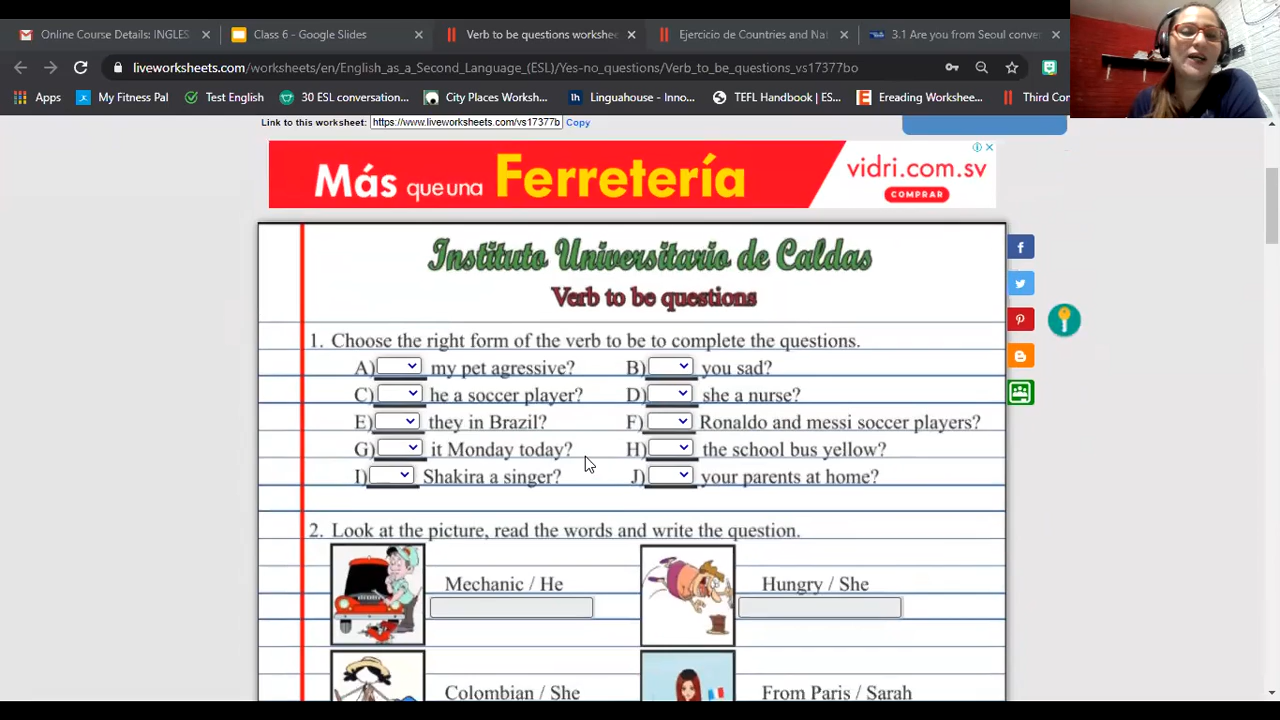 Online Course Details: INGLES
Class 6 - Google Slides
Verb to be questions workshee
Ejercicio de Countries and Nat
3.1 Are you from Seoul conver
liveworksheets.com/worksheets/en/English_as_a_Second_Language_(ESL)/Yes-no_questions/Verb_to_be_questions_vs17377bo
Apps
My Fitness Pal
Test English
30 ESL conversation...
City Places Worksh...
Linguahouse - Inno...
TEFL Handbook | ES...
Ereading Workshee...
Third Con
Link to this worksheet: https://www.liveworksheets.com/vs17377b Copy
Más que una Ferretería
vidri.com.sv
COMPRAR
Instituto Universitario de Caldas
Verb to be questions
1. Choose the right form of the verb to be to complete the questions.
A) my pet agressive? B) you sad?
C) he a soccer player? D) she a nurse?
E) they in Brazil? F) Ronaldo and messi soccer players?
G) it Monday today? H) the school bus yellow?
I) Shakira a singer? J) your parents at home?
2. Look at the picture, read the words and write the question.
Mechanic / He Hungry / She
Colombian / She From Paris / Sarah